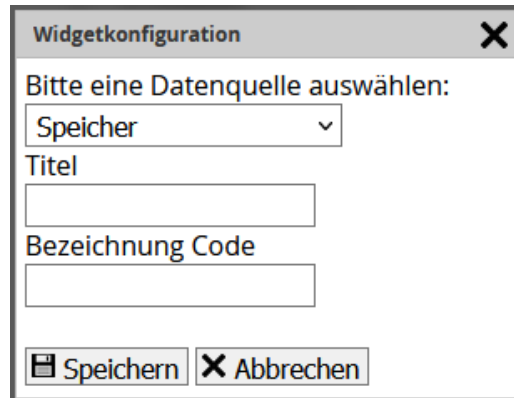 Widgetkonfiguration
Bitte eine Datenquelle auswählen:
Speicher
Titel
Bezeichnung Code
Speichern Abbrechen